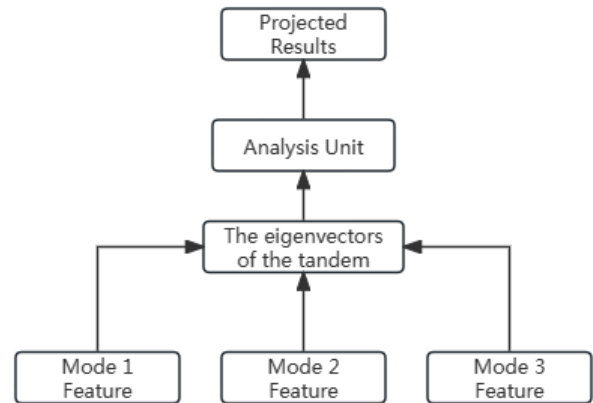 Projected
Results
Analysis Unit
The eigenvectors
of the tandem
Mode 1
Feature
Mode 2
Feature
Mode 3
Feature